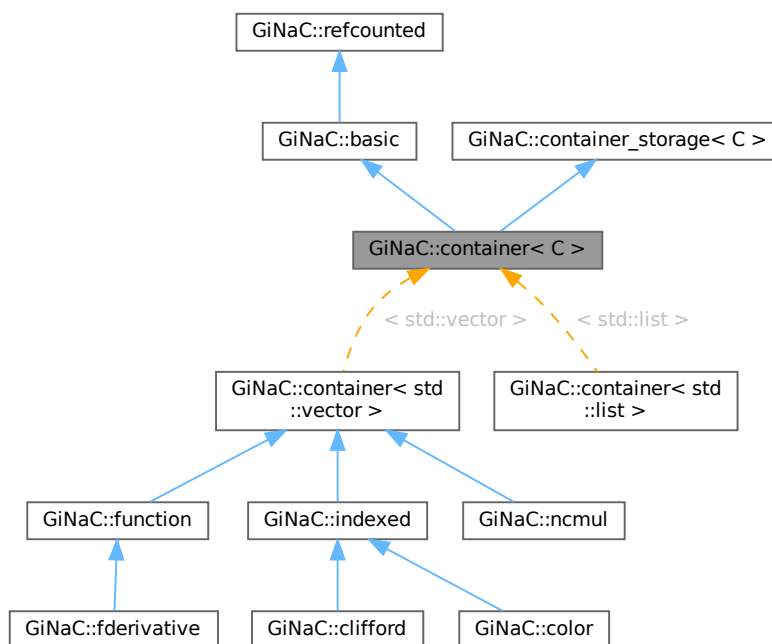 GiNaC::refcounted
GiNaC::basic
GiNaC::container_storage< C >
GiNaC::container< C >
< std::vector >
< std::list >
GiNaC::container< std
::vector >
GiNaC::container< std
::list >
GiNaC::function
GiNaC::indexed
GiNaC::ncmul
GiNaC::fderivative
GiNaC::clifford
GiNaC::color